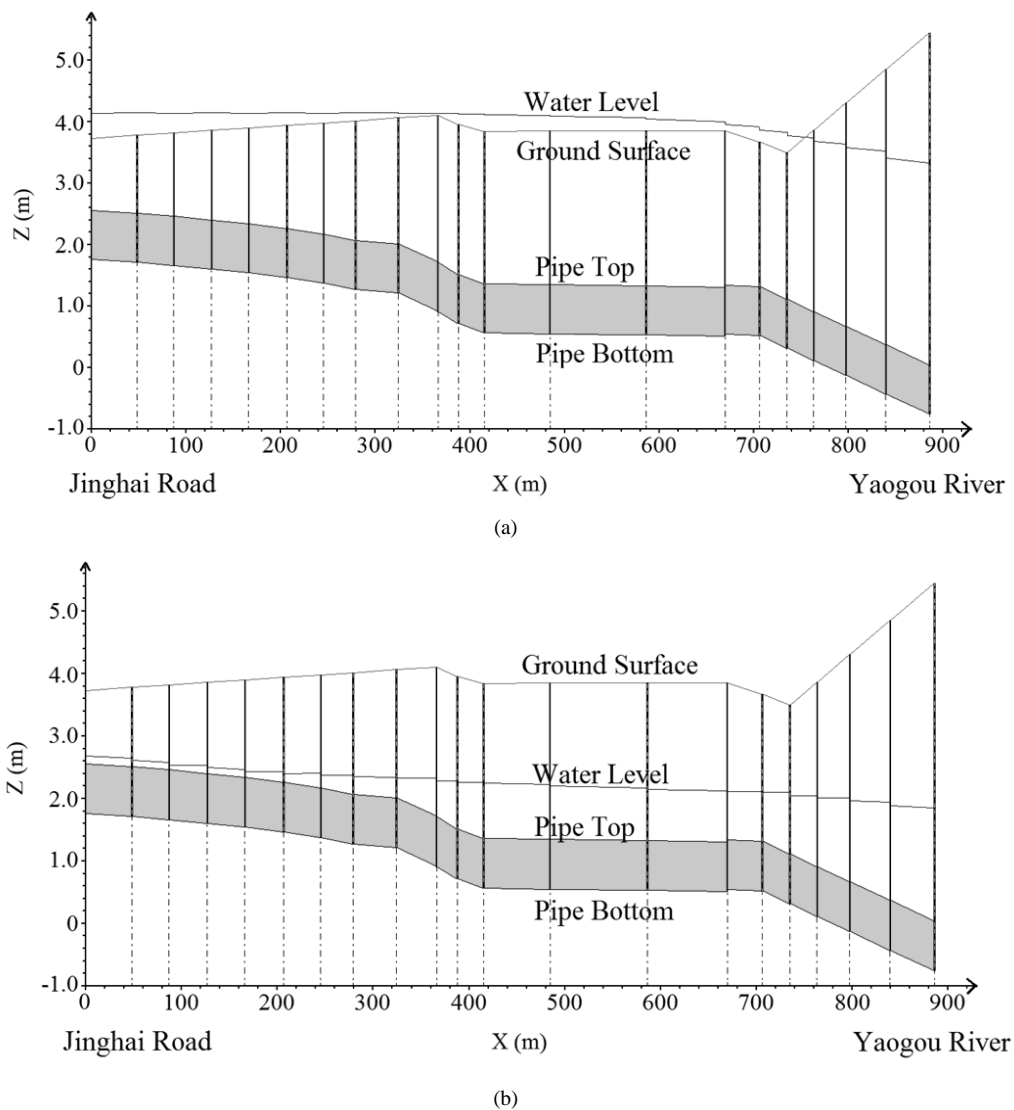 5.0
Water Level
4.0
Ground Surface
3.0
Z (m)
2.0
Pipe Top
1.0
Pipe Bottom
0
-1.0
0 100 200 300 400 500 600 700 800 900
Jinghai Road X (m) Yaogou River
(a)
5.0
Ground Surface
4.0
3.0
Z (m)
Water Level
2.0
Pipe Top
1.0
Pipe Bottom
0
-1.0
0 100 200 300 400 500 600 700 800 900
Jinghai Road X (m) Yaogou River
(b)